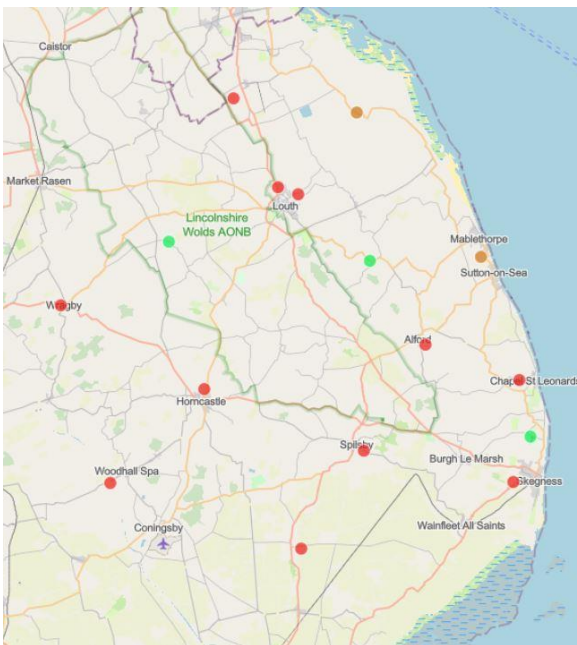 Caistor
Market Rasen
Louth
Lincolnshire
Wolds AONB
Mablethorpe
Sutton-on-Sea
Wragby
Alford
Chapel St Leonards
Horncastle
Spilsby
Burgh Le Marsh
Woodhall Spa
Skegness
Coningsby
Wainfleet All Saints